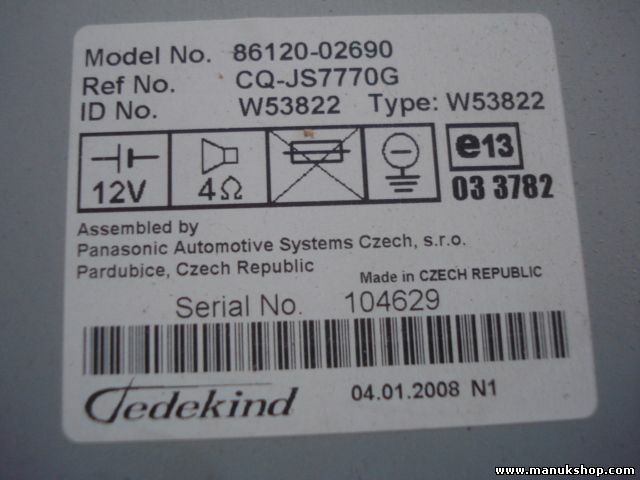 Model No. 86120-02690
Ref No. CQ-JS7770G
ID No. W53822 Type: W53822
12V 4Ω e13
03 3782
Assembled by
Panasonic Automotive Systems Czech, s.r.o.
Pardubice, Czech Republic
Made in CZECH REPUBLIC
Serial No. 104629
Gedekind 04.01.2008 N1
www.manukshop.com